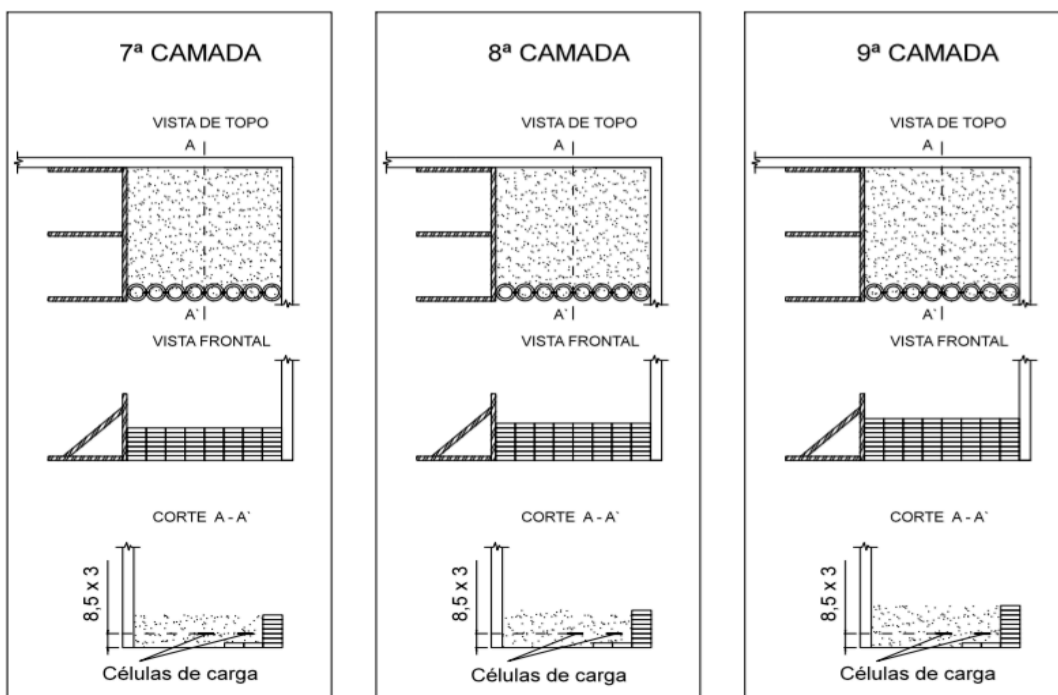 7ª CAMADA
VISTA DE TOPO
A
A`
VISTA FRONTAL
CORTE A - A`
8,5 x 3
Células de carga
8ª CAMADA
VISTA DE TOPO
A
A`
VISTA FRONTAL
CORTE A - A`
8,5 x 3
Células de carga
9ª CAMADA
VISTA DE TOPO
A
A`
VISTA FRONTAL
CORTE A - A`
8,5 x 3
Células de carga